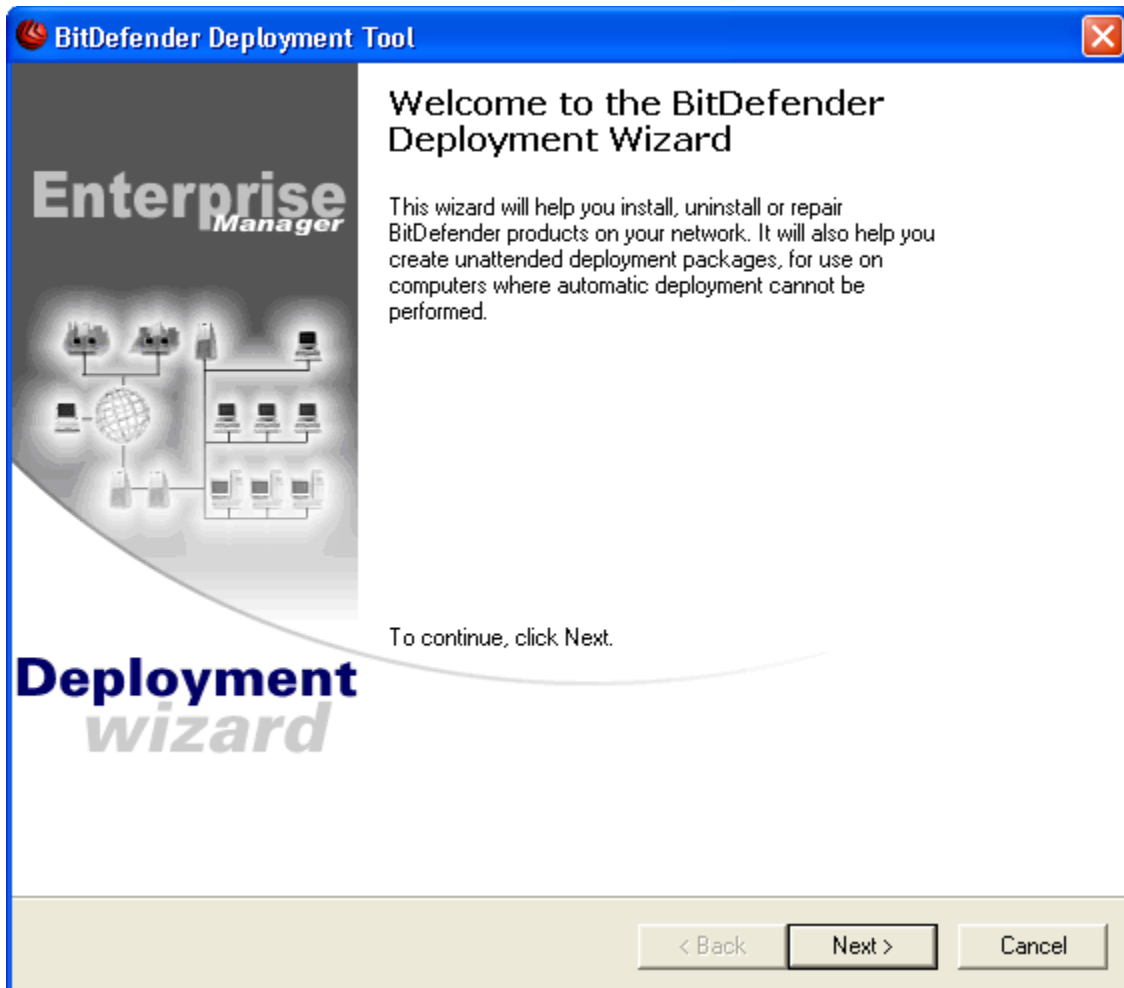 BitDefender Deployment Tool
Welcome to the BitDefender
Deployment Wizard
Enterprise
Manager
This wizard will help you install, uninstall or repair
BitDefender products on your network. It will also help you
create unattended deployment packages, for use on
computers where automatic deployment cannot be
performed.
To continue, click Next.
Deployment
wizard
< Back
Next >
Cancel